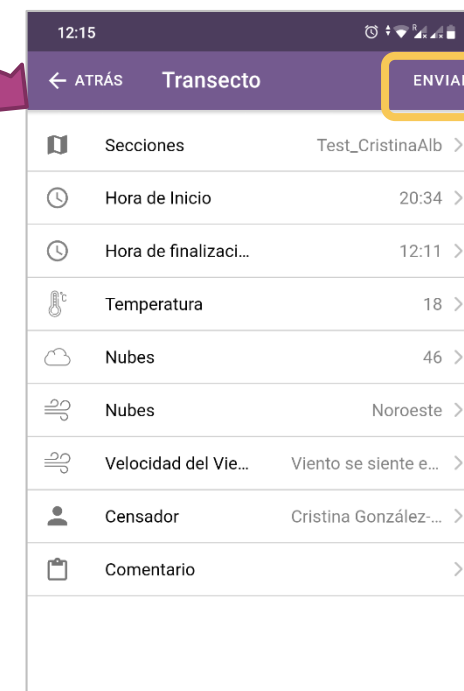 12:15
R
← ATRÁS Transecto ENVIAR
Secciones Test_CristinaAlb >
Hora de Inicio 20:34 >
Hora de finalizaci... 12:11 >
°C Temperatura 18 >
Nubes 46 >
Nubes Noroeste >
Velocidad del Vie... Viento se siente e... >
Censador Cristina González-... >
Comentario >